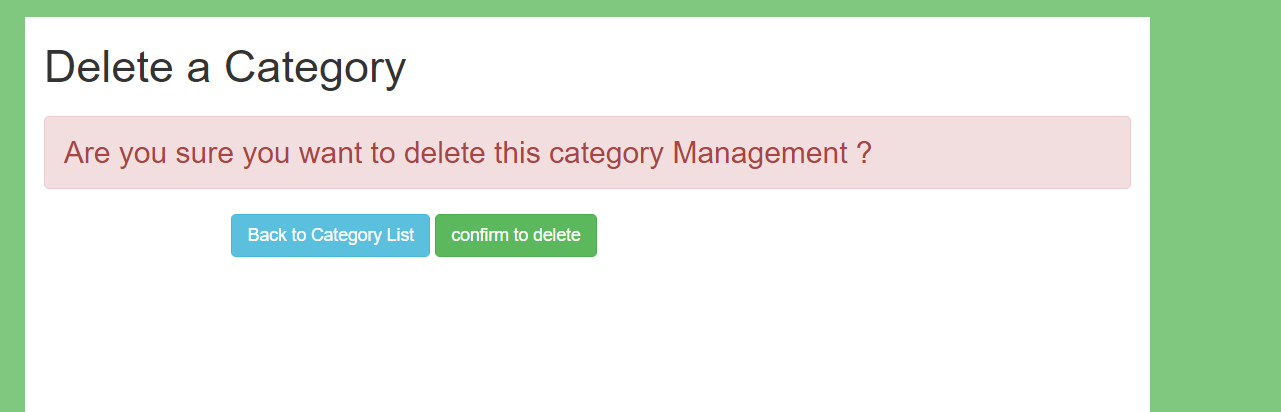 Delete a Category
Are you sure you want to delete this category Management ?
Back to Category List confirm to delete